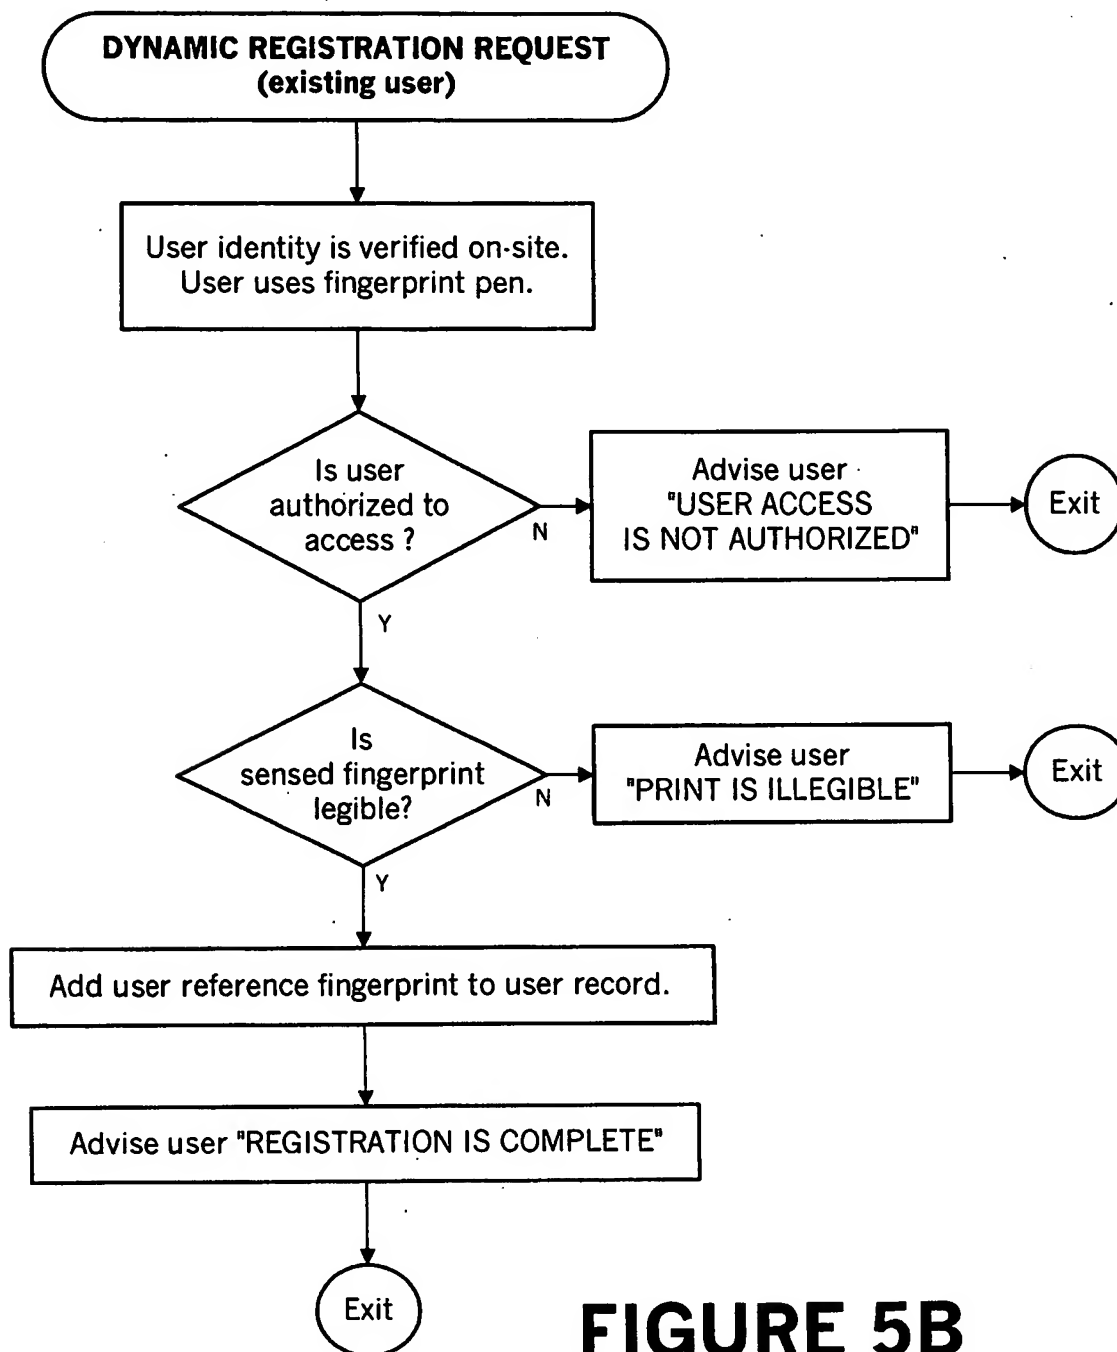 DYNAMIC REGISTRATION REQUEST
(existing user)
User identity is verified on-site.
User uses fingerprint pen.
Is user
authorized to
access ?
N
Advise user
"USER ACCESS
IS NOT AUTHORIZED"
Exit
Y
Is
sensed fingerprint
legible?
N
Advise user
"PRINT IS ILLEGIBLE"
Exit
Y
Add user reference fingerprint to user record.
Advise user "REGISTRATION IS COMPLETE"
Exit
FIGURE 5B